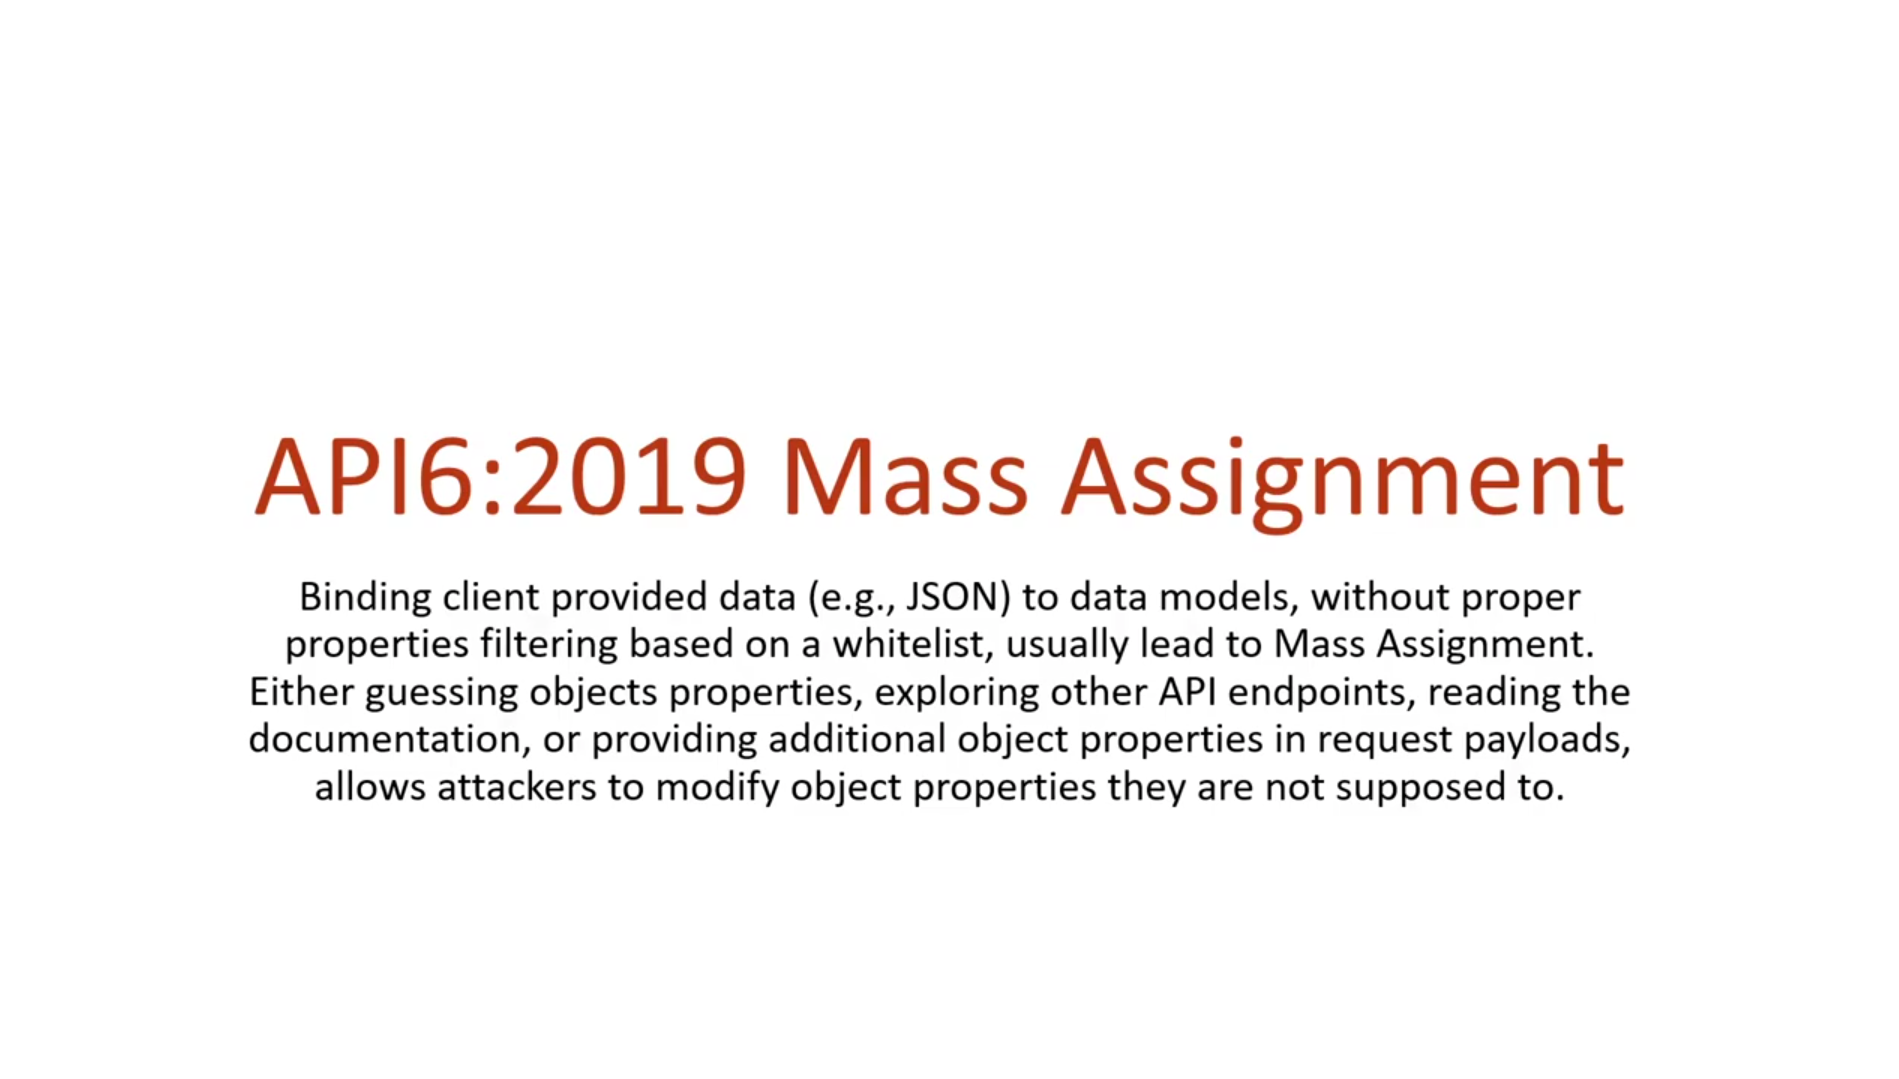 API6:2019 Mass Assignment
Binding client provided data (e.g., JSON) to data models, without proper
properties filtering based on a whitelist, usually lead to Mass Assignment.
Either guessing objects properties, exploring other API endpoints, reading the
documentation, or providing additional object properties in request payloads,
allows attackers to modify object properties they are not supposed to.